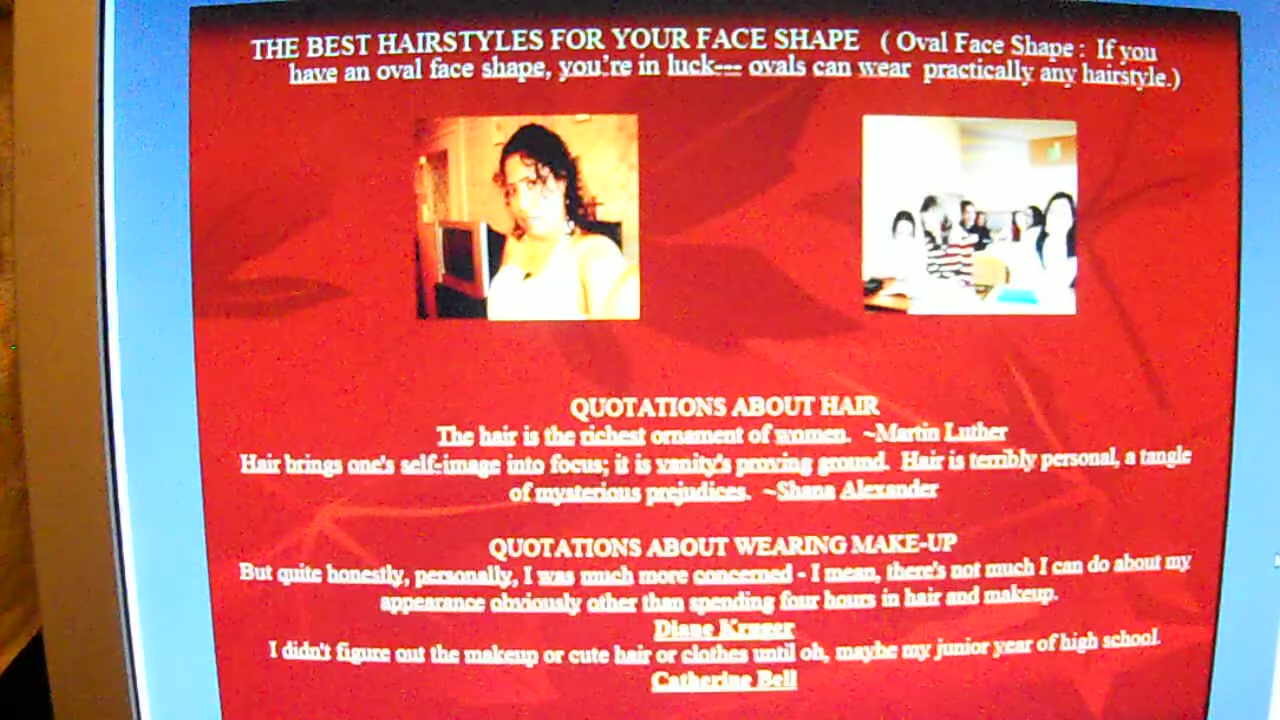 THE BEST HAIRSTYLES FOR YOUR FACE SHAPE ( Oval Face Shape : If you
have an oval face shape, you're in luck--- ovals can wear practically any hairstyle.)
QUOTATIONS ABOUT HAIR
The hair is the richest ornament of women. ~Martin Luther
Hair brings one's self-image into focus; it is vanity's proving ground. Hair is terribly personal, a tangle
of mysterious prejudices. ~Shana Alexander
QUOTATIONS ABOUT WEARING MAKE-UP
But quite honestly, personally, I was much more concerned - I mean, there's not much I can do about my
appearance obviously other than spending four hours in hair and makeup.
Diane Kruger
I didn't figure out the makeup or cute hair or clothes until oh, maybe my junior year of high school.
Catherine Bell